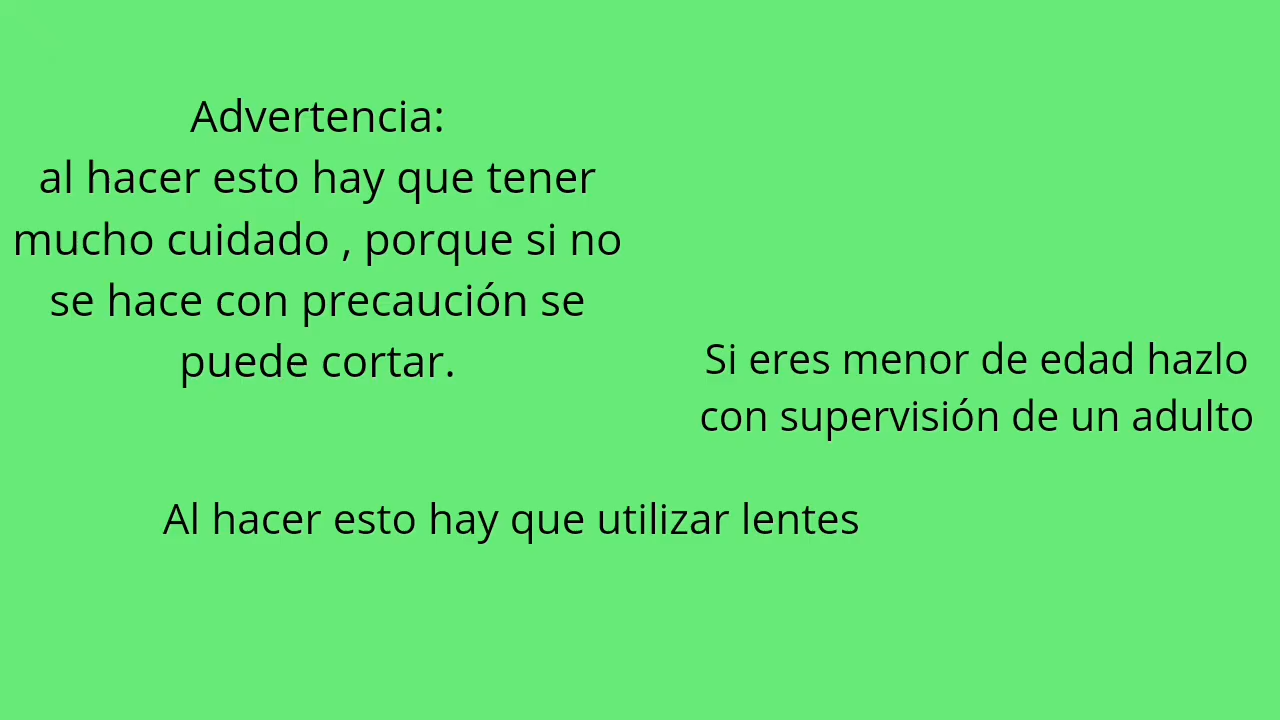 Advertencia:
al hacer esto hay que tener
mucho cuidado , porque si no
se hace con precaución se
puede cortar.
Si eres menor de edad hazlo
con supervisión de un adulto
Al hacer esto hay que utilizar lentes